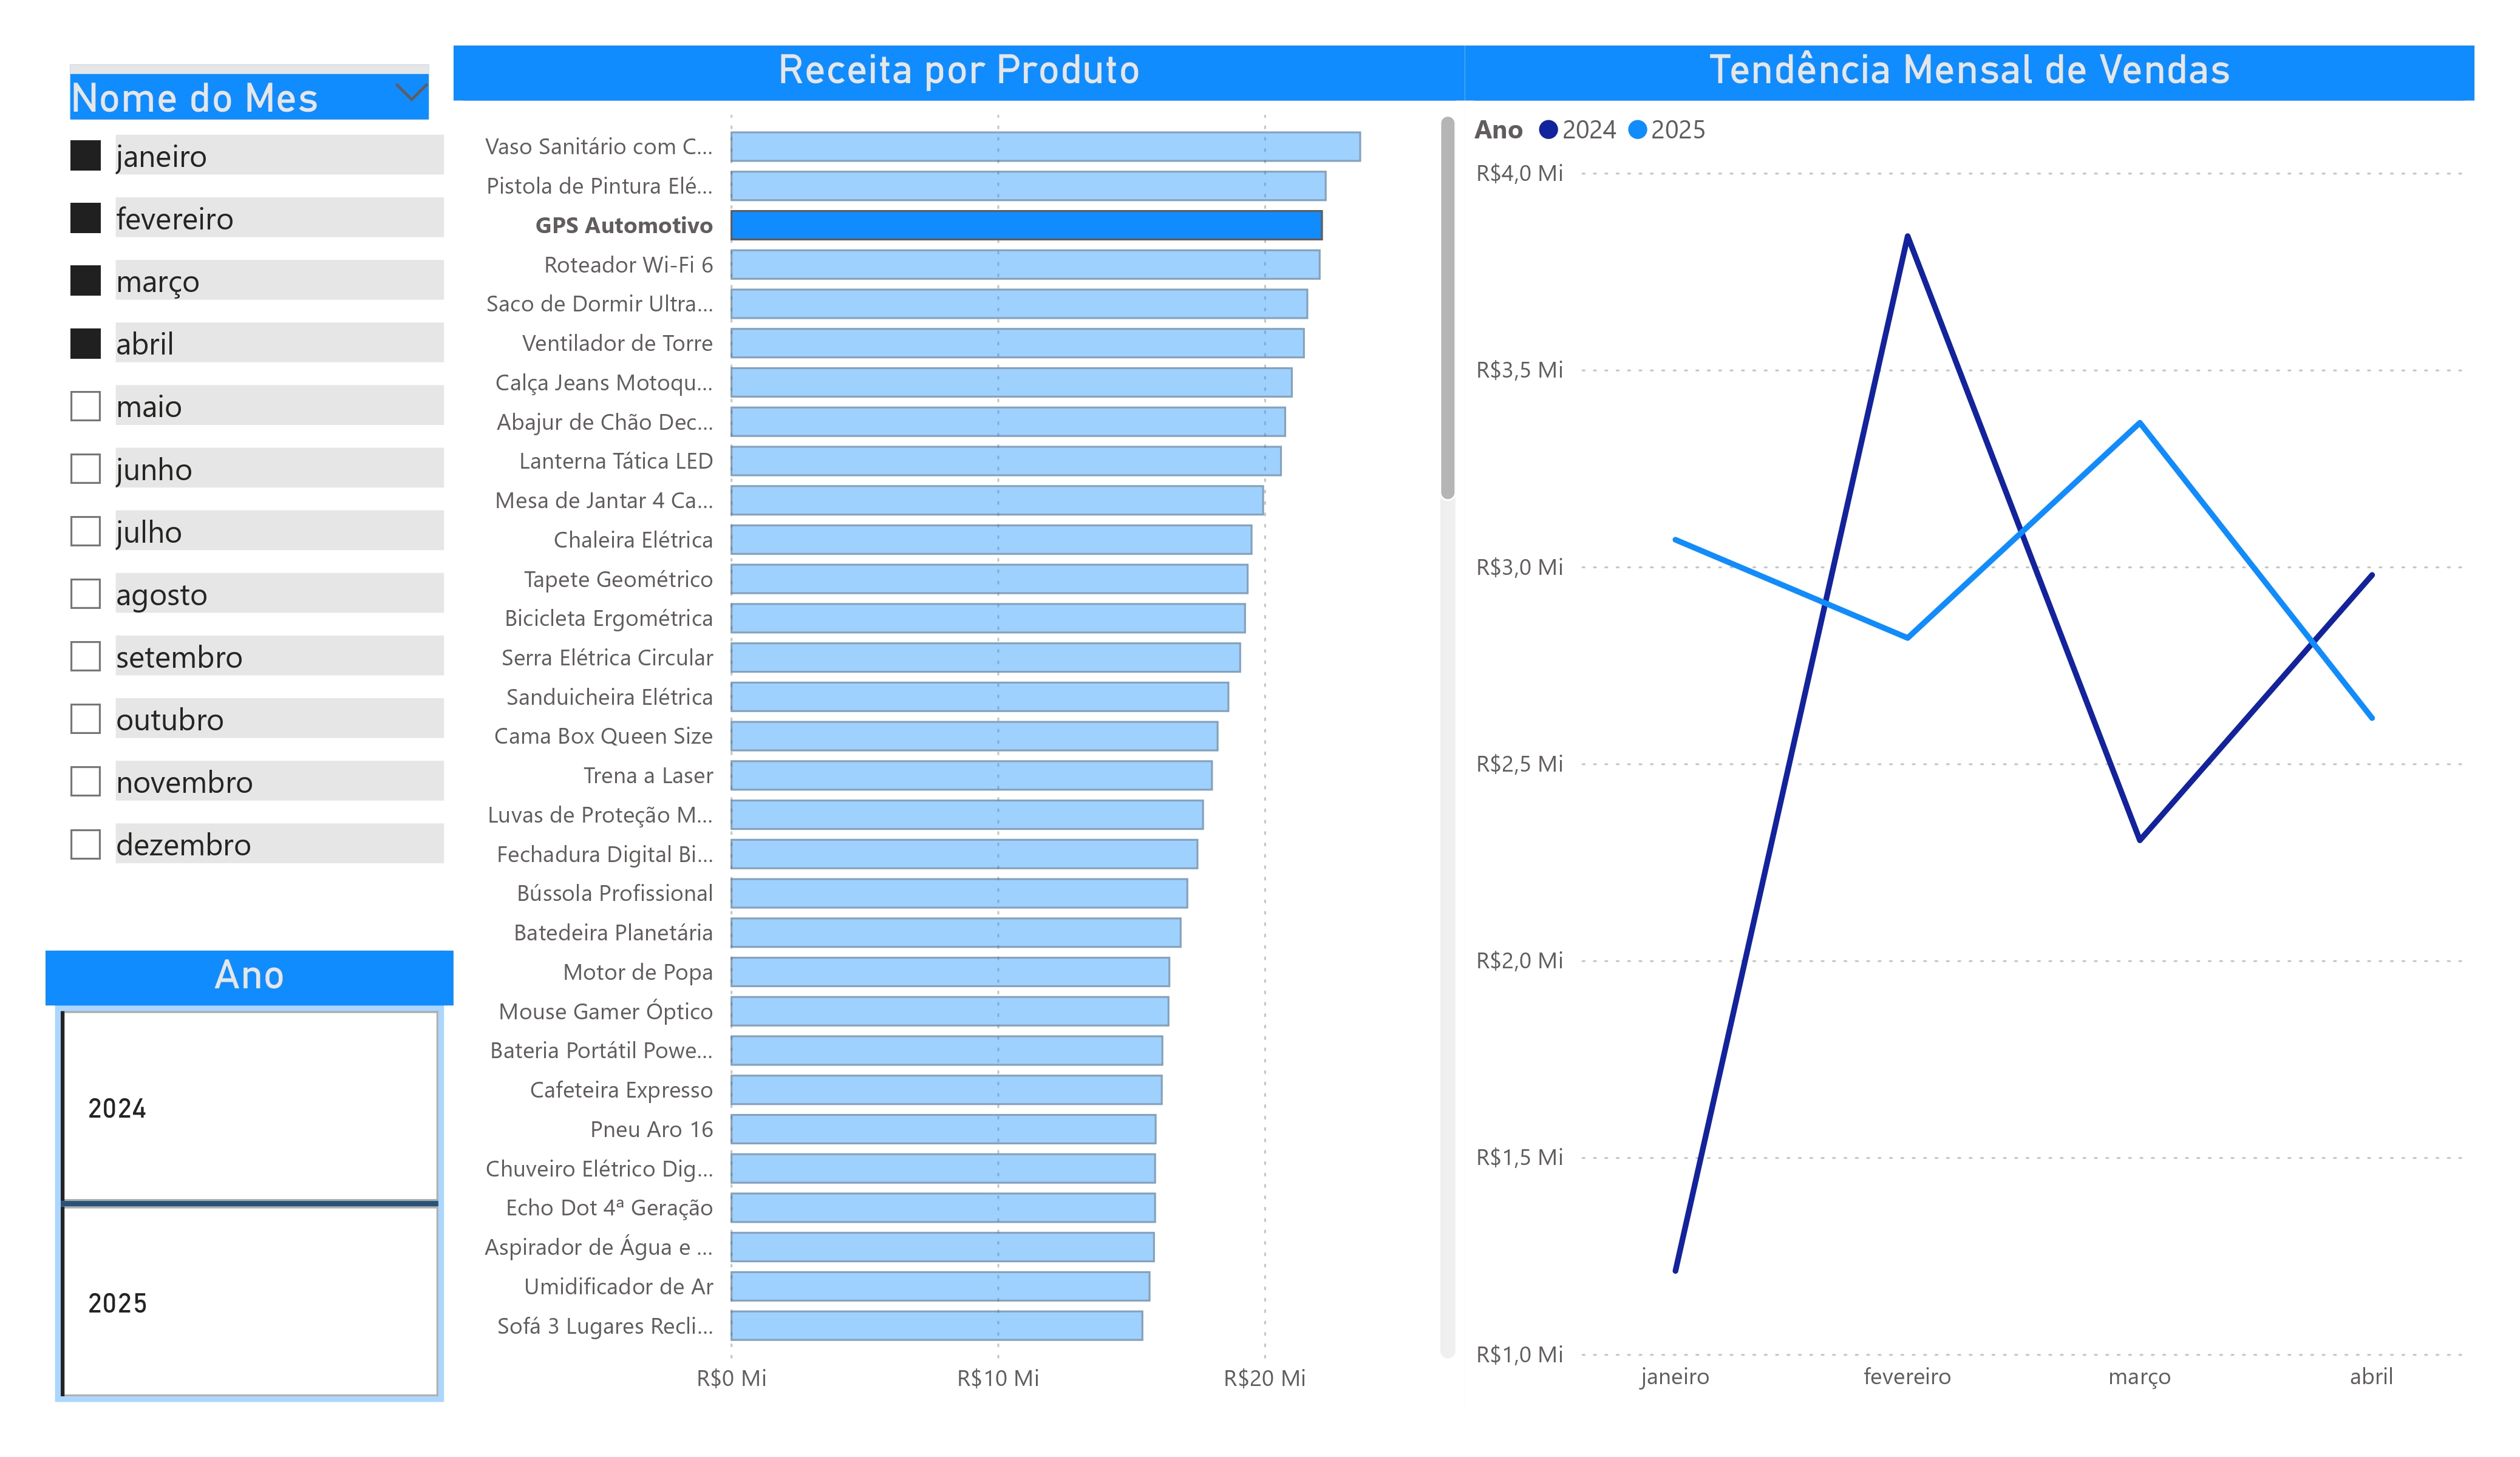 Nome do Mes
janeiro
fevereiro
março
abril
maio
junho
julho
agosto
setembro
outubro
novembro
dezembro
Ano
2024
2025
Receita por Produto
Vaso Sanitário com C...
Pistola de Pintura Elé...
GPS Automotivo
Roteador Wi-Fi 6
Saco de Dormir Ultra...
Ventilador de Torre
Calça Jeans Motoqu...
Abajur de Chão Dec...
Lanterna Tática LED
Mesa de Jantar 4 Ca...
Chaleira Elétrica
Tapete Geométrico
Bicicleta Ergométrica
Serra Elétrica Circular
Sanduicheira Elétrica
Cama Box Queen Size
Trena a Laser
Luvas de Proteção M...
Fechadura Digital Bi...
Bússola Profissional
Batedeira Planetária
Motor de Popa
Mouse Gamer Óptico
Bateria Portátil Powe...
Cafeteira Expresso
Pneu Aro 16
Chuveiro Elétrico Dig...
Echo Dot 4ª Geração
Aspirador de Água e ...
Umidificador de Ar
Sofá 3 Lugares Recli...
R$0 Mi R$10 Mi R$20 Mi
Tendência Mensal de Vendas
Ano 2024 2025
R$4,0 Mi
R$3,5 Mi
R$3,0 Mi
R$2,5 Mi
R$2,0 Mi
R$1,5 Mi
R$1,0 Mi
janeiro fevereiro março abril